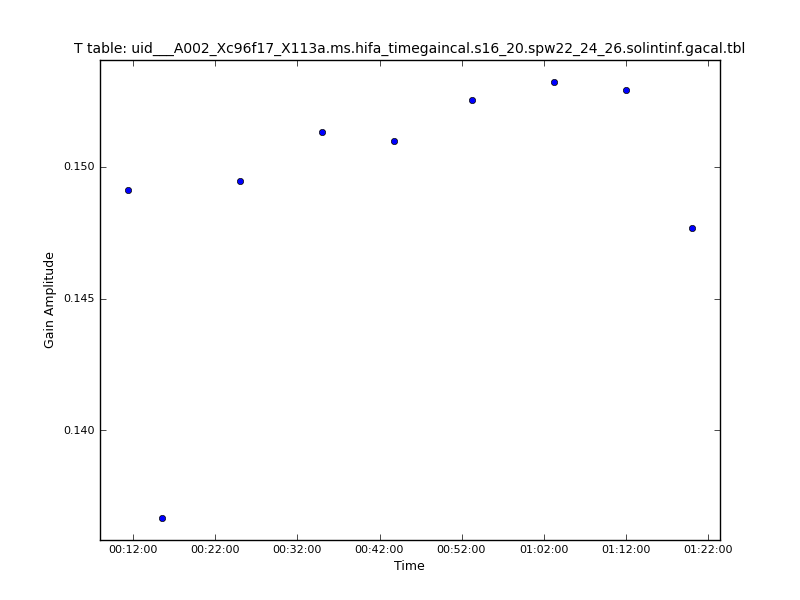 T table: uid___A002_Xc96f17_X113a.ms.hifa_timegaincal.s16_20.spw22_24_26.solintinf.gacal.tbl
0.150
0.145
0.140
Gain Amplitude
00:12:00 00:22:00 00:32:00 00:42:00 00:52:00 01:02:00 01:12:00 01:22:00
Time